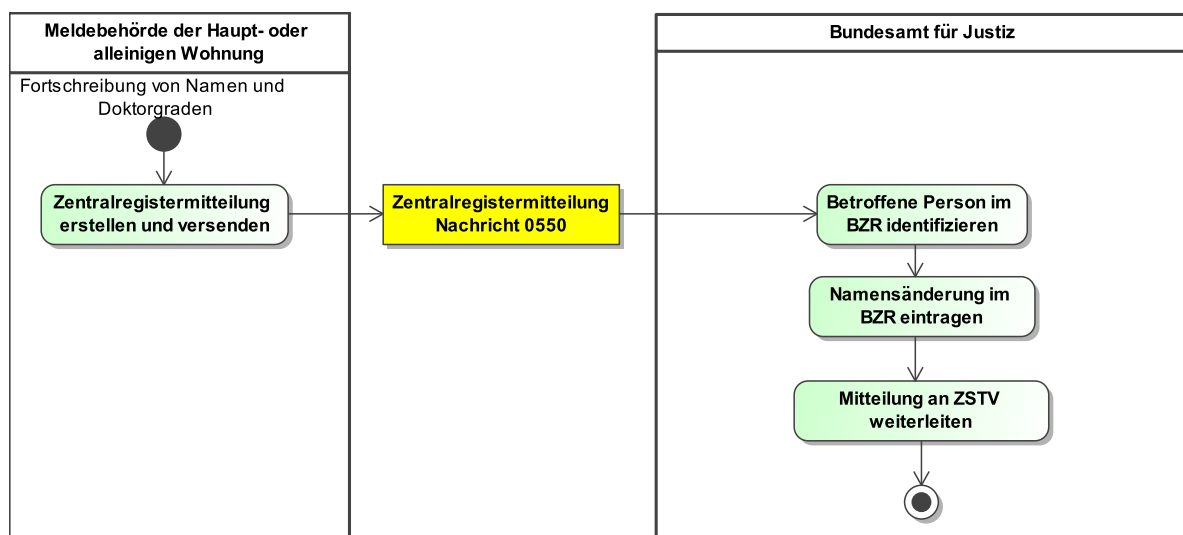 Meldebehörde der Haupt- oder
alleinigen Wohnung
Fortschreibung von Namen und
Doktorgraden
Zentralregistermitteilung
erstellen und versenden
Zentralregistermitteilung
Nachricht 0550
Bundesamt für Justiz
Betroffene Person im
BZR identifizieren
Namensänderung im
BZR eintragen
Mitteilung an ZSTV
weiterleiten